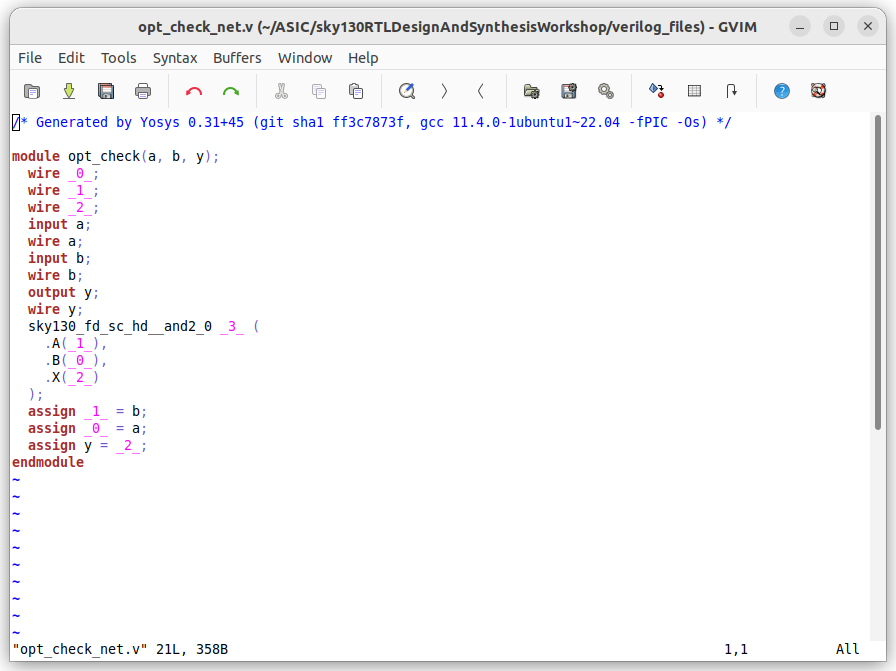 opt_check_net.v (~/ASIC/sky130RTLDesignAndSynthesisWorkshop/verilog_files) - GVIM
File Edit Tools Syntax Buffers Window Help
/* Generated by Yosys 0.31+45 (git sha1 ff3c7873f, gcc 11.4.0-1ubuntu1~22.04 -fPIC -Os) */
module opt_check(a, b, y);
  wire _0_;
  wire _1_;
  wire _2_;
  input a;
  wire a;
  input b;
  wire b;
  output y;
  wire y;
  sky130_fd_sc_hd__and2_0 _3_ (
    .A(_1_),
    .B(_0_),
    .X(_2_)
  );
  assign _1_ = b;
  assign _0_ = a;
  assign y = _2_;
endmodule
~
~
~
~
~
~
~
~
~
~
"opt_check_net.v" 21L, 358B 1,1 All